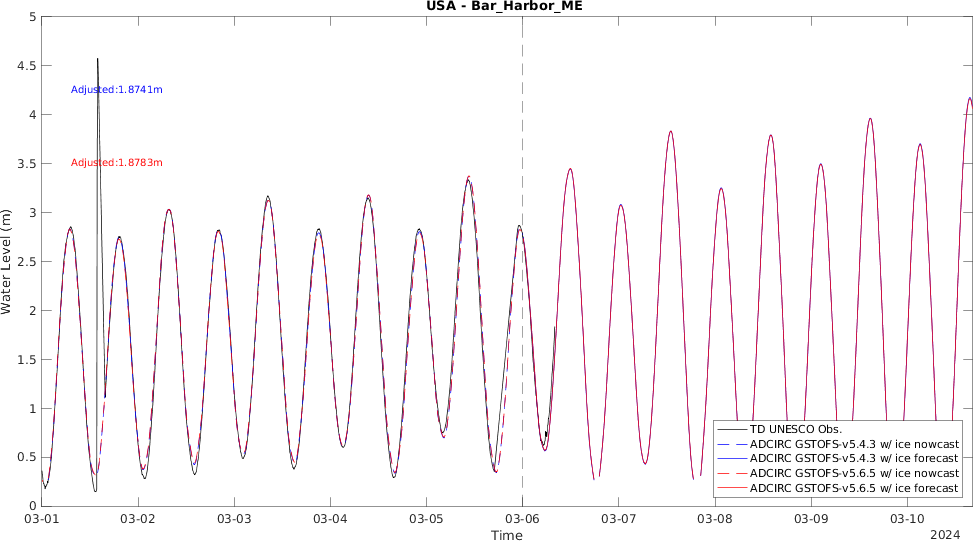 USA - Bar_Harbor_ME
5
4.5
4
3.5
3
2.5
2
1.5
1
0.5
0
Water Level (m)
Adjusted:1.8741m
Adjusted:1.8783m
TD UNESCO Obs.
ADCIRC GSTOFS-v5.4.3 w/ ice nowcast
ADCIRC GSTOFS-v5.4.3 w/ ice forecast
ADCIRC GSTOFS-v5.6.5 w/ ice nowcast
ADCIRC GSTOFS-v5.6.5 w/ ice forecast
03-01 03-02 03-03 03-04 03-05 03-06 03-07 03-08 03-09 03-10
Time
2024